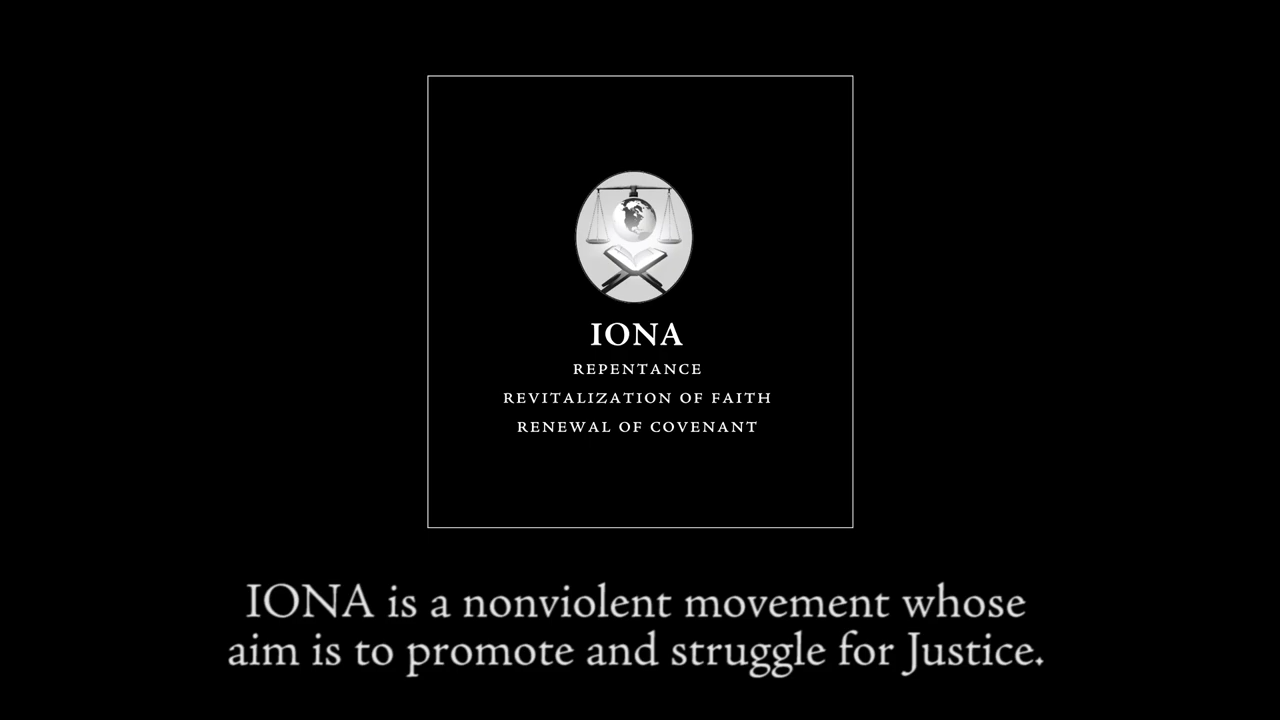 IONA
REPENTANCE
REVITALIZATION OF FAITH
RENEWAL OF COVENANT
IONA is a nonviolent movement whose
aim is to promote and struggle for Justice.